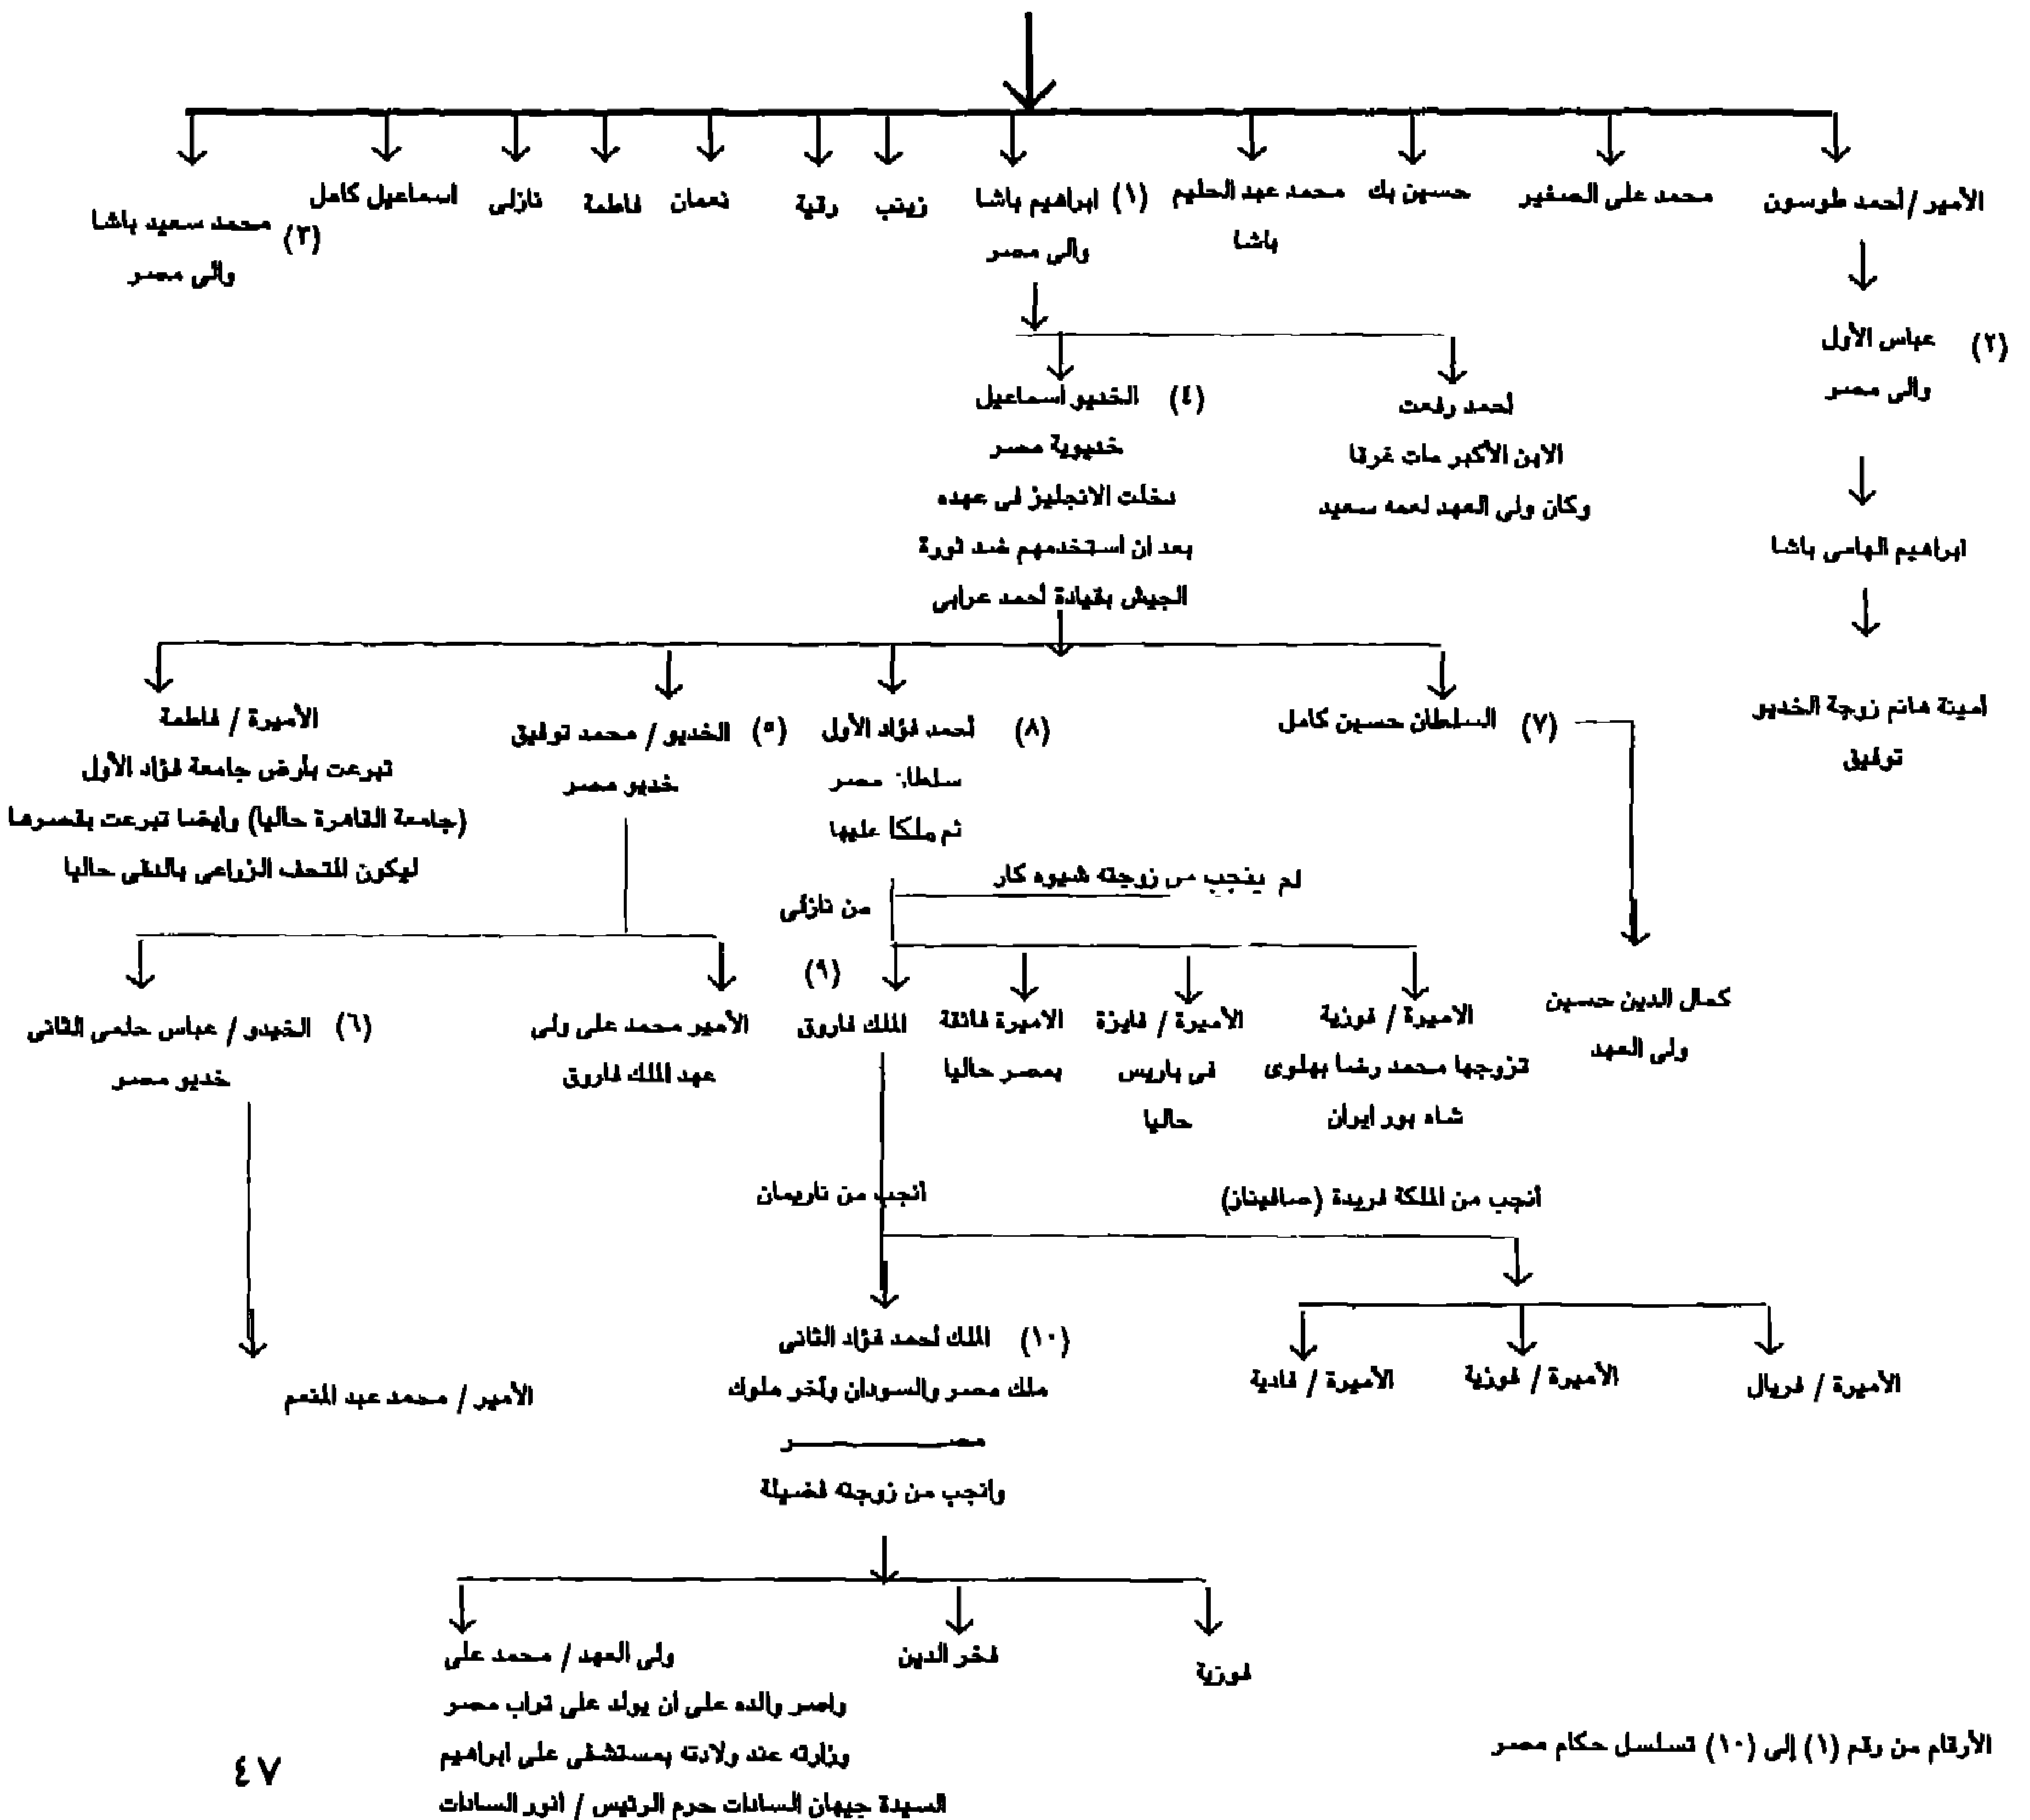 الأمير /أحمد طوسون
محمد على الصغير
حسين بك
محمد عبد الحليم
باشا
(١) ابراهيم باشا
والى مصر
زينب
رقية
نعمان
فاطمة
نازلى
اسماعيل كامل
(٣) محمد سعيد باشا
والى مصر
(٢) عباس الأول
والى مصر
ابراهيم الهامى باشا
أمينة هانم زوجة الخديو
توفيق
أحمد رفعت
الابن الأكبر مات غرقا
وكان ولى العهد لعمه سعيد
(٤) الخديو أسماعيل
خديوية مصر
دخلت الانجليز فى عهده
بعد ان استخدمهم ضد ثورة
الجيش بقيادة أحمد عرابى
(٧) السلطان حسين كامل
كمال الدين حسين
ولى العهد
(٨) أحمد فؤاد الأول
سلطان مصر
ثم ملكا عليها
لم ينجب من زوجته شيوه كار
من نازلى
(٥) الخديو / محمد توفيق
خديو مصر
الأميرة / فاطمة
تبرعت بأرض جامعة فؤاد الأول
(جامعة القاهرة حاليا) وأيضا تبرعت بقصرها
ليكون المتحف الزراعى بالدقى حاليا
الاميرة / فوزية
تزوجها محمد رضا بهلوى
شاه بور ايران
الأميرة / فايزة
فى باريس
حاليا
الاميرة فائقة
بمصر حاليا
(٩)
الملك فاروق
الأمير محمد على ولى
عهد الملك فاروق
(٦) الخيدو / عباس حلمى الثانى
خديو مصر
أنجب من الملكة فريدة (صافيناز)
أنجب من ناريمان
الأميرة / فريال
الأميرة / فوزية
الأميرة / فادية
(١٠) الملك أحمد فؤاد الثانى
ملك مصر والسودان وآخر ملوك
مصـــــــــر
وانجب من زوجته فضيلة
الأمير / محمد عبد المنعم
فوزية
فخر الدين
ولى العهد / محمد على
واصر والده على ان يولد على تراب مصر
وزارته عند ولادته بمستشفى على ابراهيم
السيدة جيهان السادات حرم الرئيس / انور السادات
الأرقام من رقم (١) إلى (١٠) تسلسل حكام مصر
٤٧